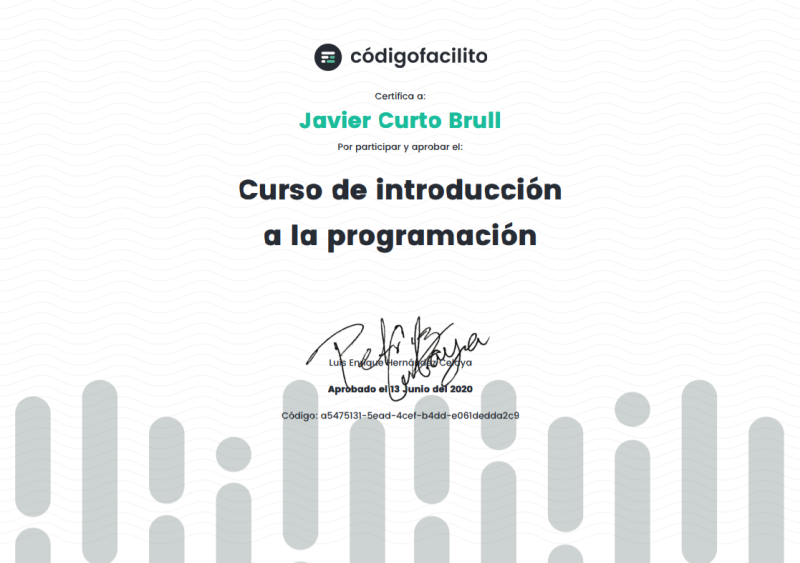 códigofacilito
Certifica a:
Javier Curto Brull
Por participar y aprobar el:
Curso de introducción
a la programación
Luis Enrique Hernández Celaya
Aprobado el 13 Junio del 2020
Código: a5475131-5ead-4cef-b4dd-e061dedda2c9